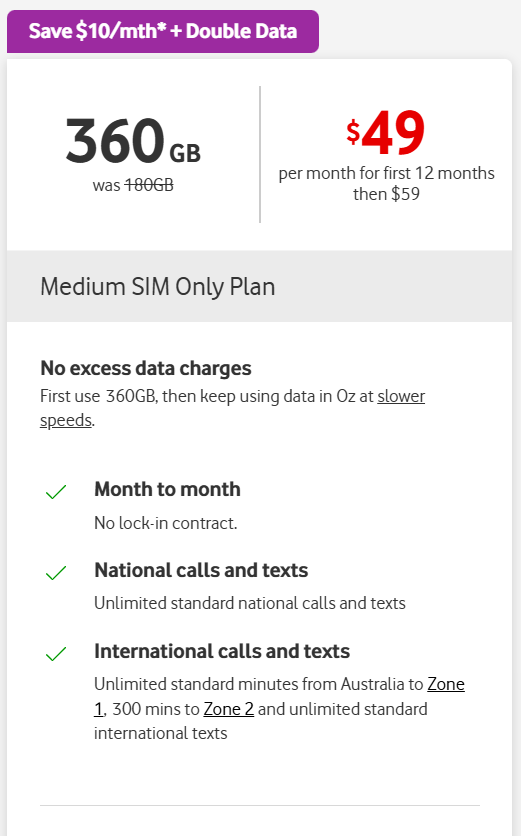 Save $10/mth* + Double Data
360 GB
was 180GB
$49
per month for first 12 months
then $59
Medium SIM Only Plan
No excess data charges
First use 360GB, then keep using data in Oz at slower
speeds.
Month to month
No lock-in contract.
National calls and texts
Unlimited standard national calls and texts
International calls and texts
Unlimited standard minutes from Australia to Zone
1, 300 mins to Zone 2 and unlimited standard
international texts